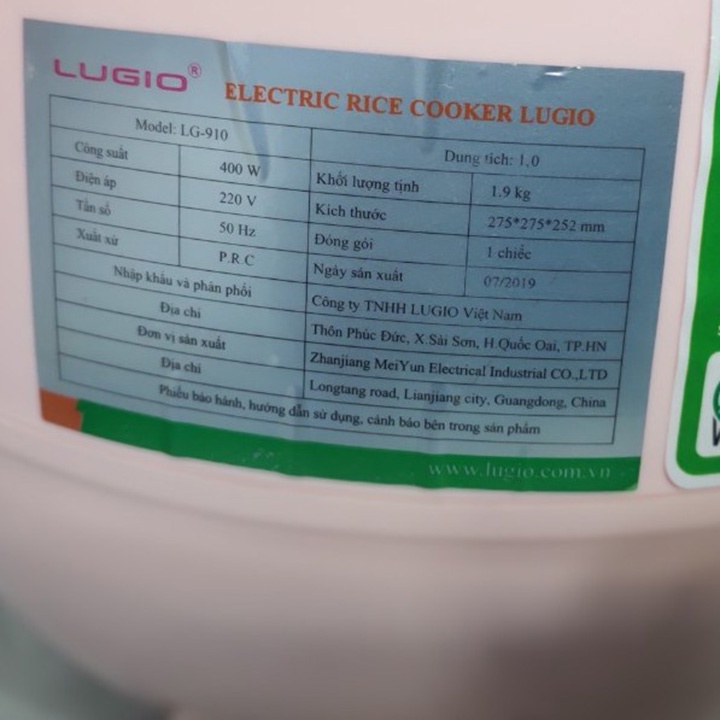 LUGIO®
ELECTRIC RICE COOKER LUGIO
Model: LG-910 Dung tích: 1,0
Công suất 400 W Khối lượng tịnh 1.9 kg
Điện áp 220 V Kích thước 275*275*252 mm
Tần số 50 Hz Đóng gói 1 chiếc
Xuất xứ P.R.C Ngày sản xuất 07/2019
Nhập khẩu và phân phối Công ty TNHH LUGIO Việt Nam
Địa chỉ Thôn Phúc Đức, X.Sài Sơn, H.Quốc Oai, TP.HN
Đơn vị sản xuất Zhanjiang MeiYun Electrical Industrial CO.,LTD
Địa chỉ Longtang road, Lianjiang city, Guangdong, China
Phiếu bảo hành, hướng dẫn sử dụng, cảnh báo bên trong sản phẩm
www.lugio.com.vn